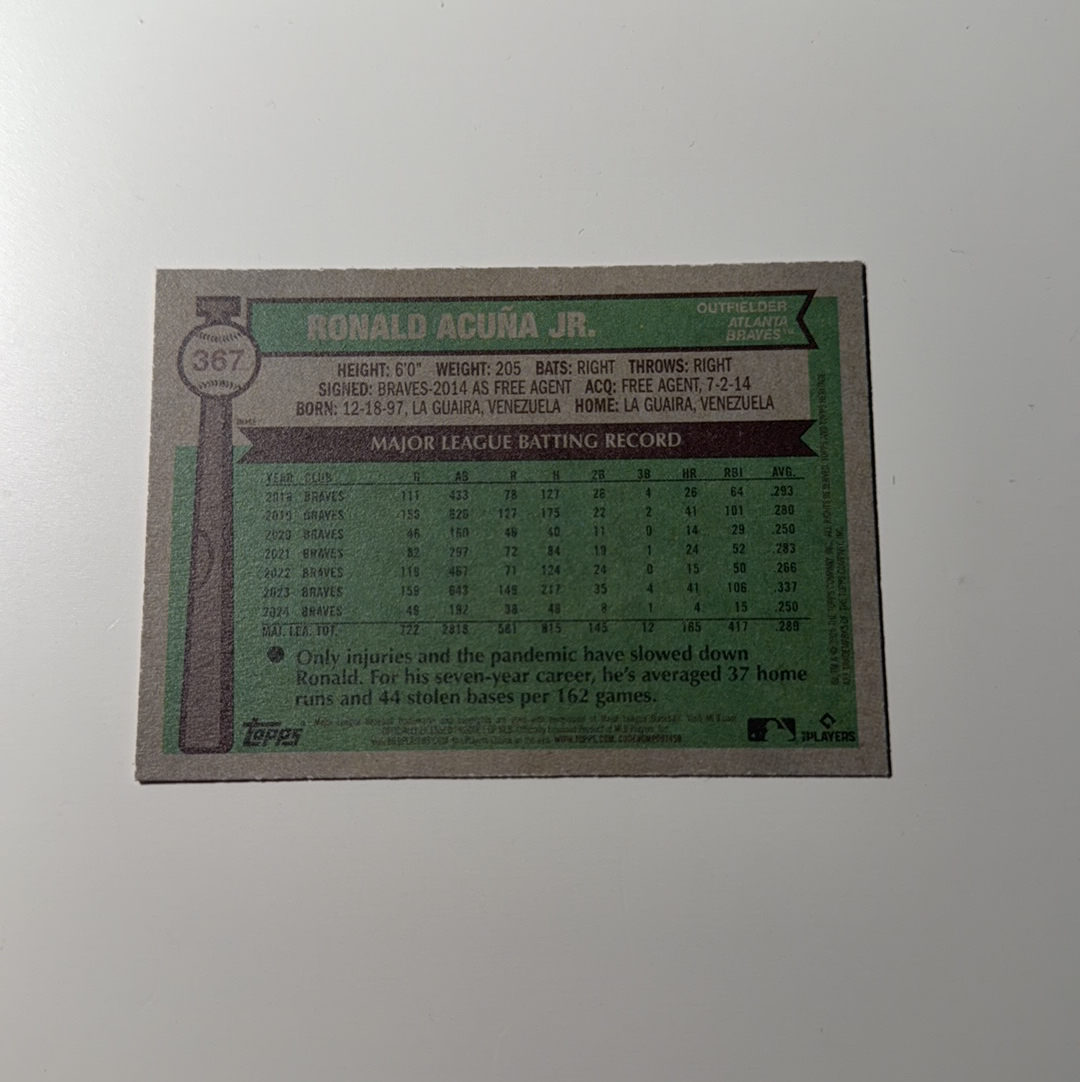 367
RONALD ACUÑA JR.
OUTFIELDER
ATLANTA
BRAVES™
HEIGHT: 6'0" WEIGHT: 205 BATS: RIGHT THROWS: RIGHT
SIGNED: BRAVES-2014 AS FREE AGENT ACQ: FREE AGENT, 7-2-14
BORN: 12-18-97, LA GUAIRA, VENEZUELA HOME: LA GUAIRA, VENEZUELA
MAJOR LEAGUE BATTING RECORD
YEAR CLUB G AB R H 2B 3B HR RBI AVG.
2018 BRAVES 111 433 78 127 26 4 26 64 .293
2019 BRAVES 156 626 127 175 22 2 41 101 .280
2020 BRAVES 46 160 46 40 11 0 14 29 .250
2021 BRAVES 82 297 72 84 19 1 24 52 .283
2022 BRAVES 119 467 71 124 24 0 15 50 .266
2023 BRAVES 159 643 149 217 35 4 41 106 .337
2024 BRAVES 49 192 38 48 8 1 4 15 .250
MAJ. LEA. TOT. 722 2818 581 815 145 12 165 417 .289
Only injuries and the pandemic have slowed down
Ronald. For his seven-year career, he's averaged 37 home
runs and 44 stolen bases per 162 games.
topps
PLAYERS